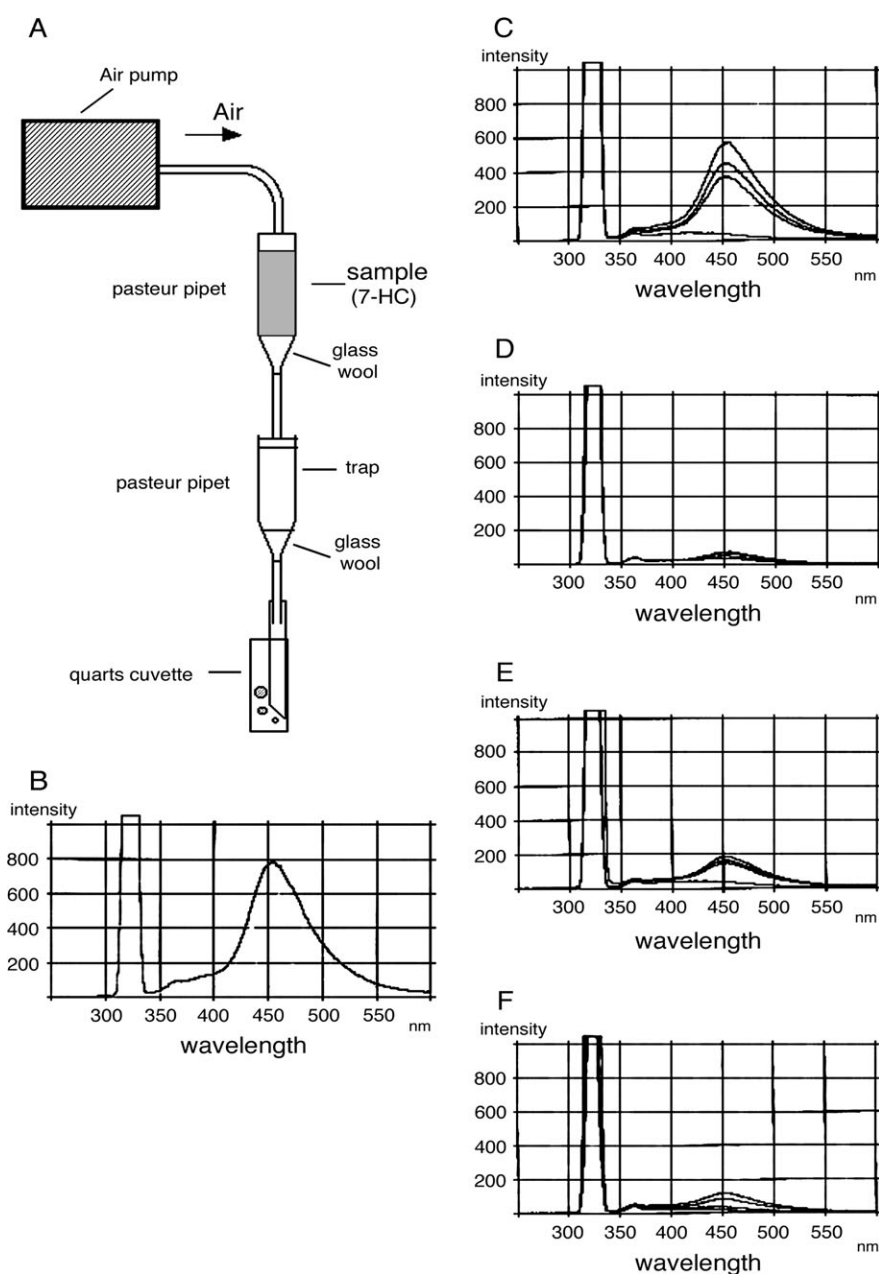 A
Air pump
Air
pasteur pipet
sample
(7-HC)
glass
wool
pasteur pipet
trap
glass
wool
quarts cuvette
B
intensity
800
600
400
200
300 350 400 450 500 550
nm
wavelength
C
intensity
800
600
400
200
300 350 400 450 500 550
nm
wavelength
D
intensity
800
600
400
200
300 350 400 450 500 550
nm
wavelength
E
intensity
800
600
400
200
300 350 400 450 500 550
nm
wavelength
F
intensity
800
600
400
200
300 350 400 450 500 550
nm
wavelength